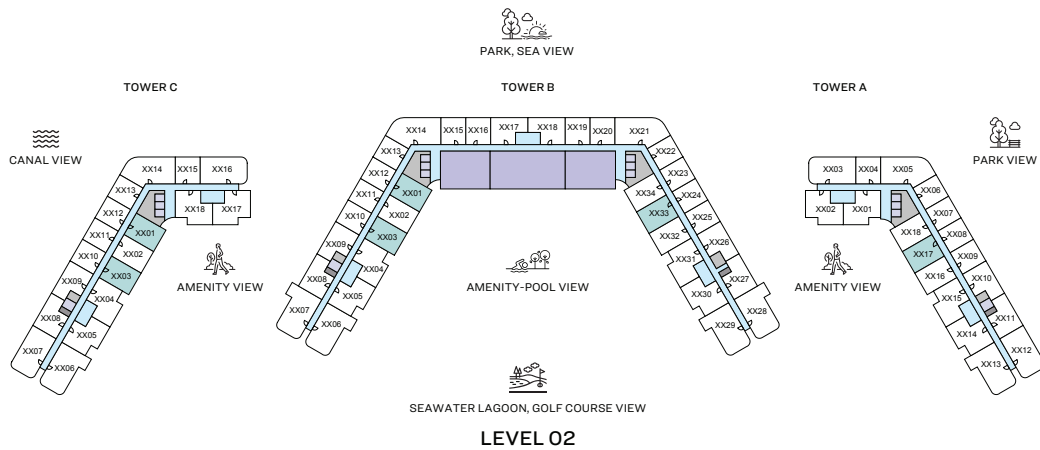 PARK, SEA VIEW
TOWER C
TOWER B
TOWER A
CANAL VIEW
PARK VIEW
XX14
XX15
XX16
XX13
XX12
XX11
XX10
XX09
XX08
XX07
XX18
XX17
XX01
XX02
XX03
XX04
XX05
XX06
AMENITY VIEW
XX14
XX15
XX16
XX17
XX18
XX19
XX20
XX21
XX13
XX12
XX11
XX10
XX09
XX08
XX07
XX01
XX02
XX03
XX04
XX05
XX06
XX22
XX23
XX24
XX25
XX26
XX27
XX28
XX34
XX33
XX32
XX31
XX30
XX29
AMENITY-POOL VIEW
XX03
XX04
XX05
XX02
XX01
XX06
XX07
XX08
XX09
XX10
XX11
XX12
XX18
XX17
XX16
XX15
XX14
XX13
AMENITY VIEW
SEAWATER LAGOON, GOLF COURSE VIEW
LEVEL 02